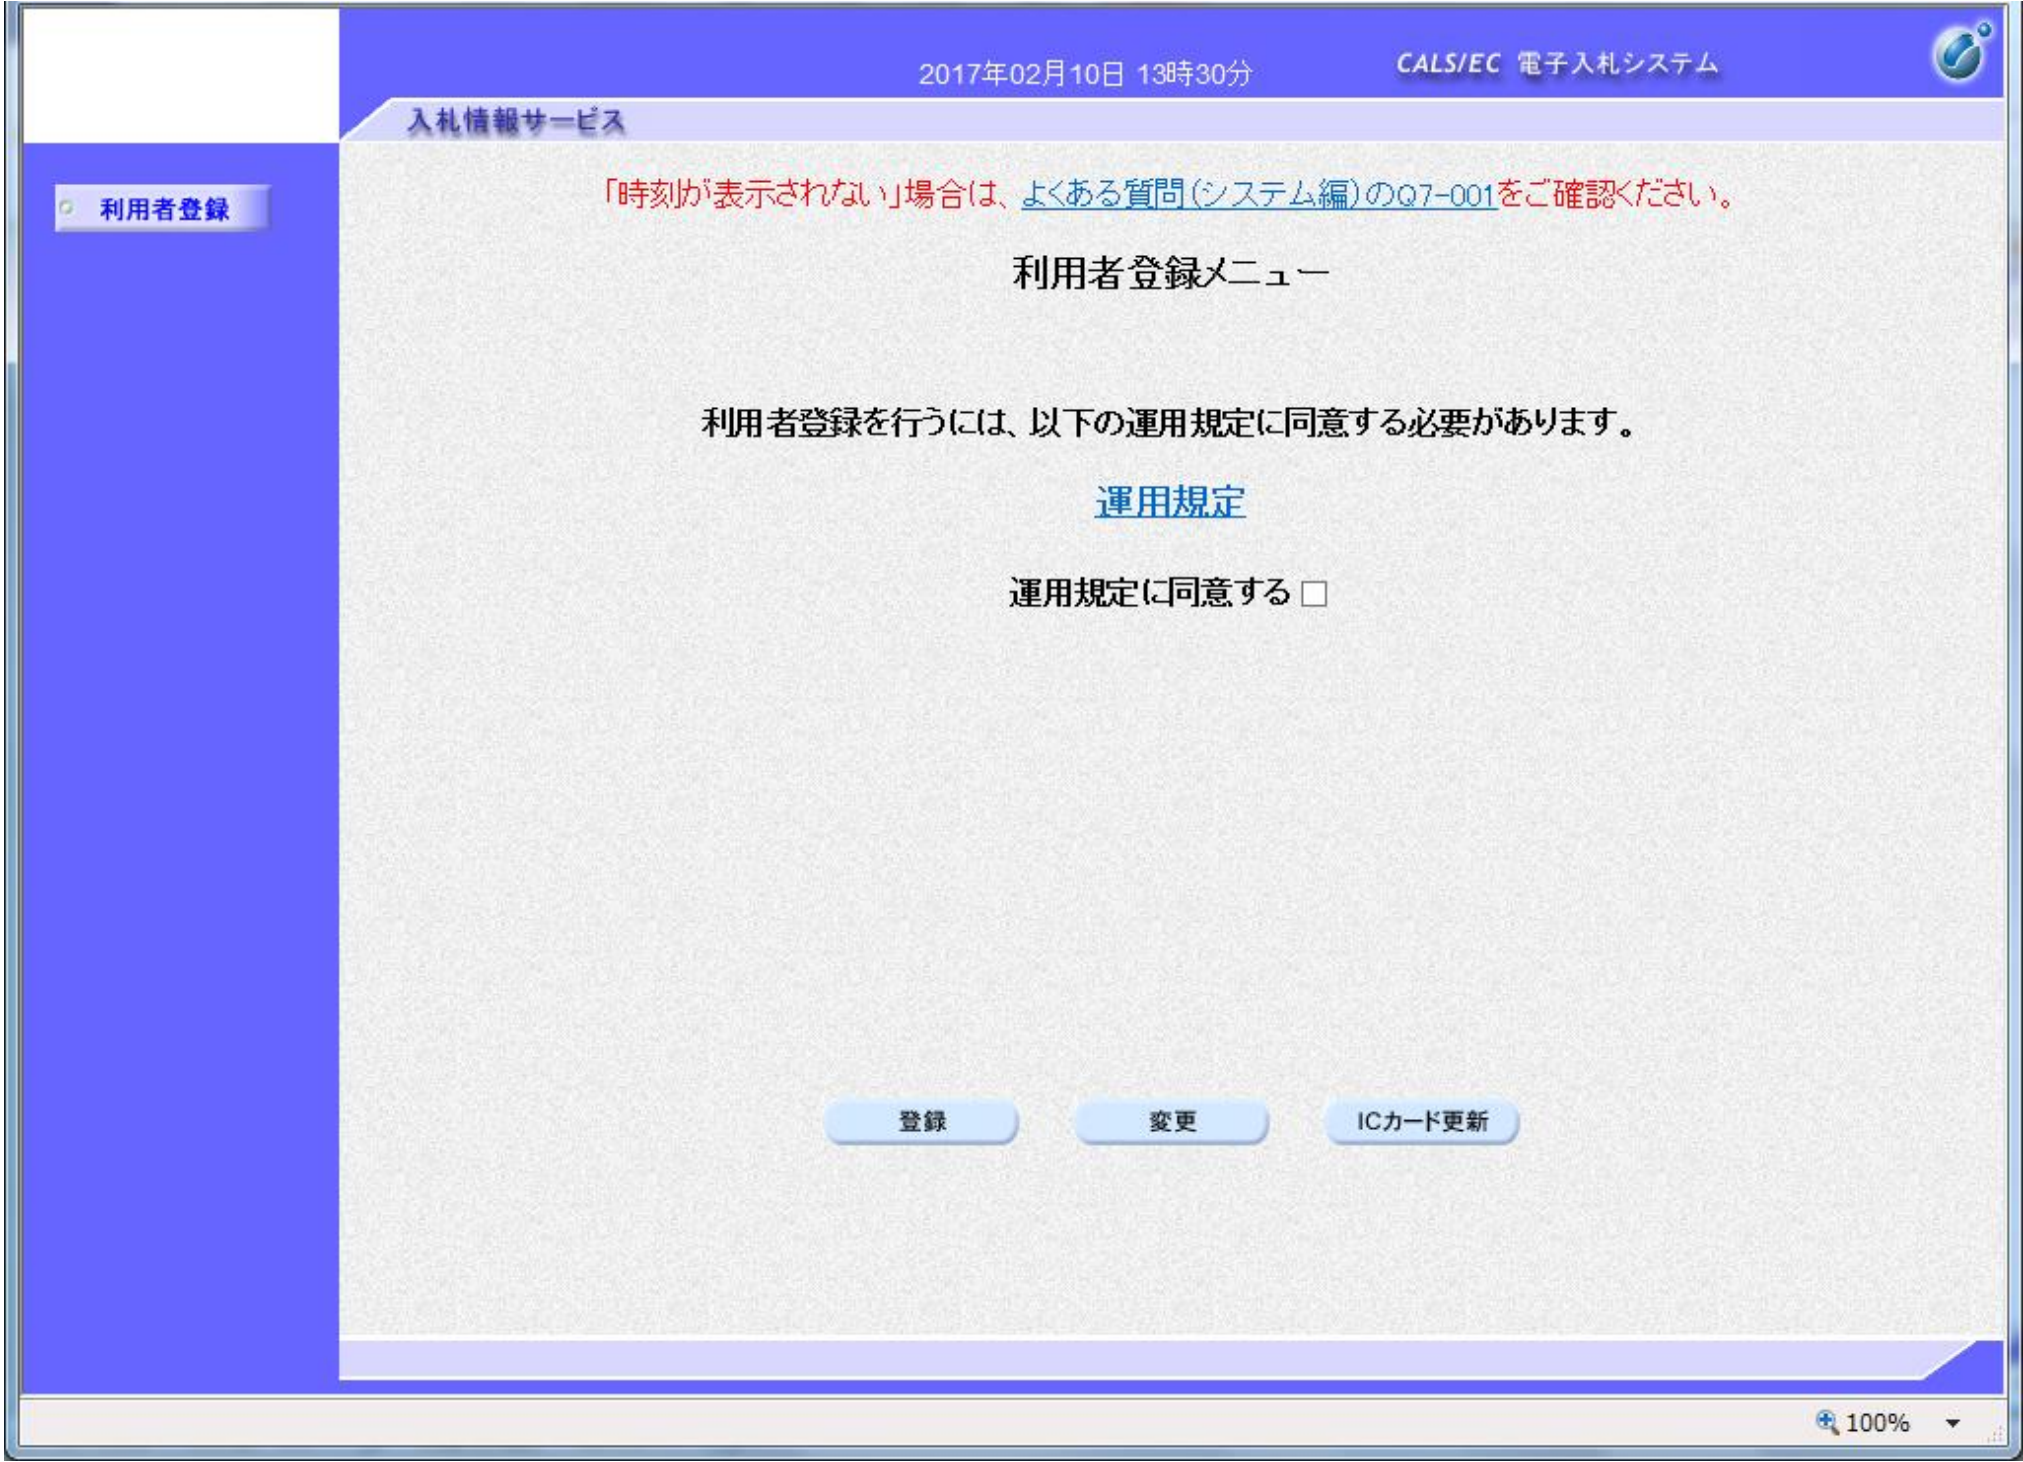 2017年02月10日 13時30分
CALS/EC 電子入札システム
入札情報サービス
利用者登録
「時刻が表示されない」場合は、よくある質問(システム編)のQ7-001をご確認ください。
利用者登録メニュー
利用者登録を行うには、以下の運用規定に同意する必要があります。
運用規定
運用規定に同意する
登録
変更
ICカード更新
100%